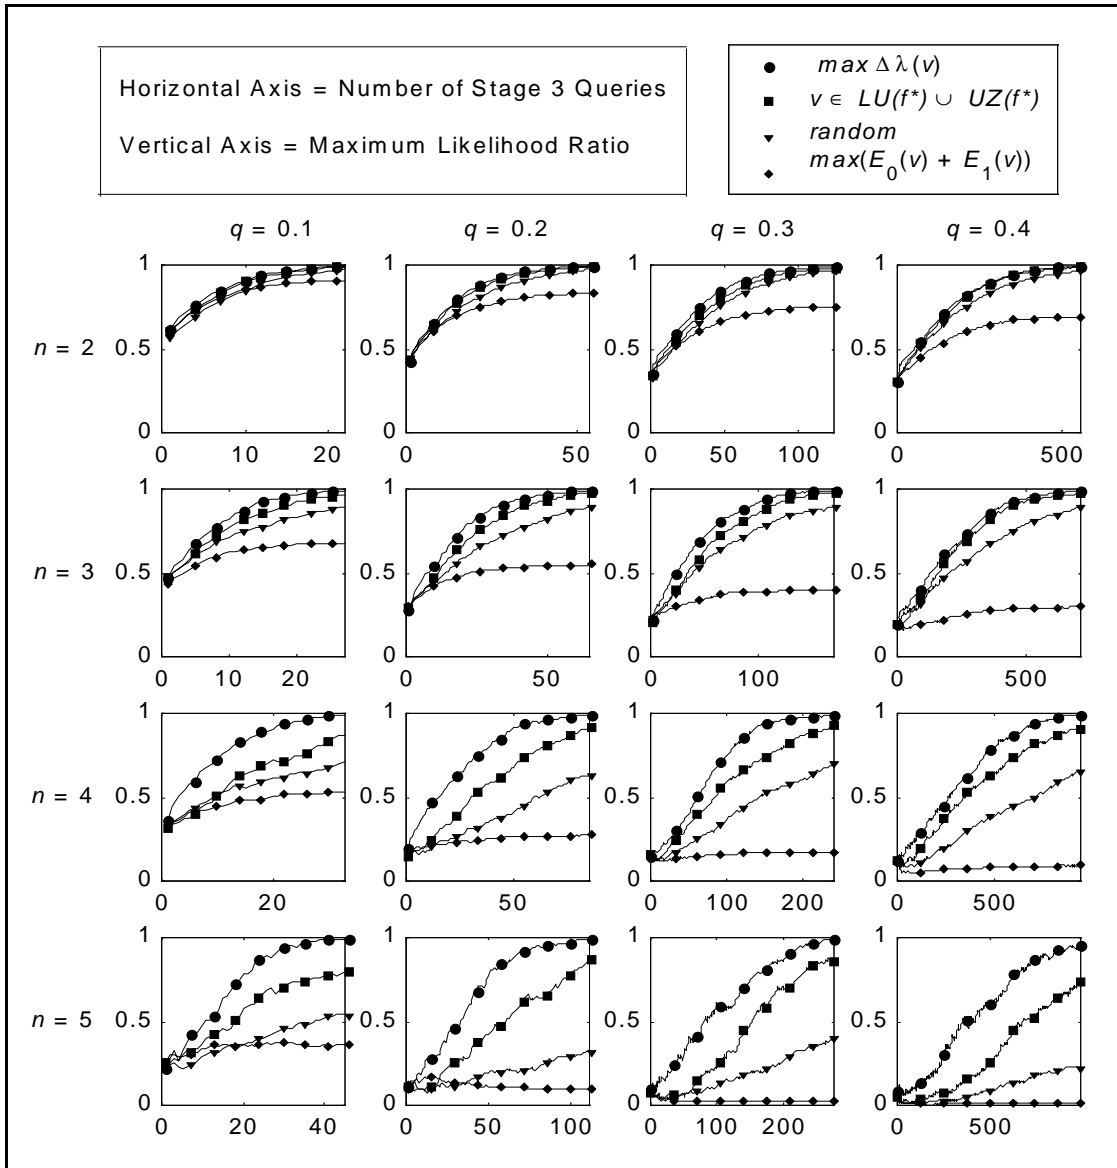 Horizontal Axis = Number of Stage 3 Queries
Vertical Axis = Maximum Likelihood Ratio
max Δ λ(v)
v ∈ LU(f*) ∪ UZ(f*)
random
max(E_0(v) + E_1(v))
q = 0.1 q = 0.2 q = 0.3 q = 0.4
n = 2
1 0.5 0 0 10 20
1 0.5 0 0 50
1 0.5 0 0 50 100
1 0.5 0 0 500
n = 3
1 0.5 0 0 10 20
1 0.5 0 0 50
1 0.5 0 0 100
1 0.5 0 0 500
n = 4
1 0.5 0 0 20
1 0.5 0 0 50
1 0.5 0 0 100 200
1 0.5 0 0 500
n = 5
1 0.5 0 0 20 40
1 0.5 0 0 50 100
1 0.5 0 0 100 200
1 0.5 0 0 500